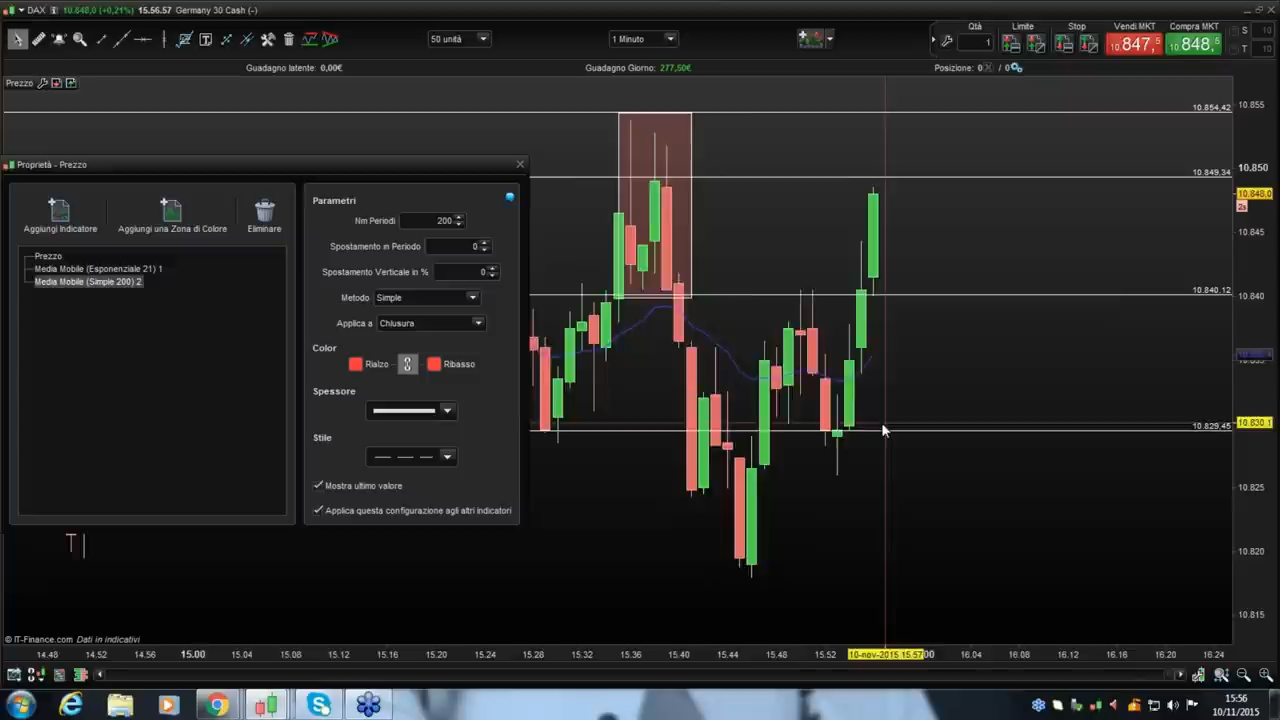 DAX 10.848,0 (+0,21%) 15.56.57 Germany 30 Cash (-)
50 unità 1 Minuto
Qtà Limite Stop Vendi MKT Compra MKT
1 10.847,5 10.848,5
S 10
T 10
Guadagno latente: 0,00€ Guadagno Giorno: 277,50€ Posizione: 0 / 0
Prezzo
Proprietà - Prezzo
Aggiungi Indicatore Aggiungi una Zona di Colore Eliminare
Prezzo
Media Mobile (Esponenziale 21) 1
Media Mobile (Simple 200) 2
Parametri
Nm Periodi 200
Spostamento in Periodo 0
Spostamento Verticale in % 0
Metodo Simple
Applica a Chiusura
Color
Rialzo Ribasso
Spessore
Stile
Mostra ultimo valore
Applica questa configurazione agli altri indicatori
T
10.854,42
10.849,34
10.840,12
10.829,45
10.855
10.850
10.848,0
2s
10.845
10.840
10.830,1
10.825
10.820
10.815
© IT-Finance.com Dati in indicativi
14.48 14.52 14.56 15.00 15.04 15.08 15.12 15.16 15.20 15.24 15.28 15.32 15.36 15.40 15.44 15.48 15.52 10-nov-2015 15.57 00 16.04 16.08 16.12 16.16 16.20 16.24
15:56
10/11/2015